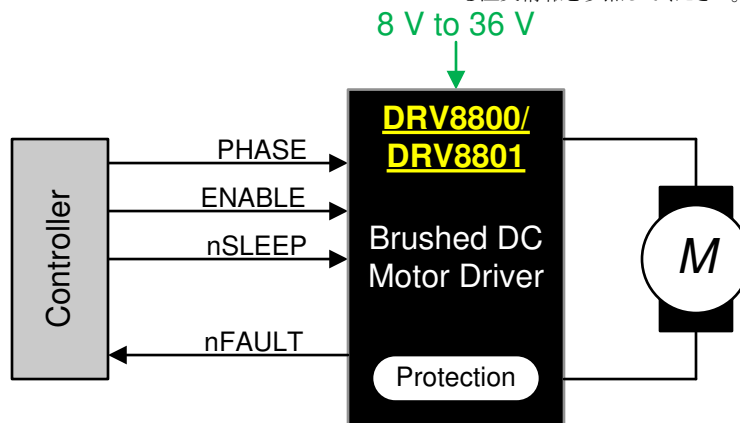 8 V to 36 V
DRV8800/
DRV8801
Controller
PHASE
ENABLE
nSLEEP
nFAULT
Brushed DC
Motor Driver
Protection
M